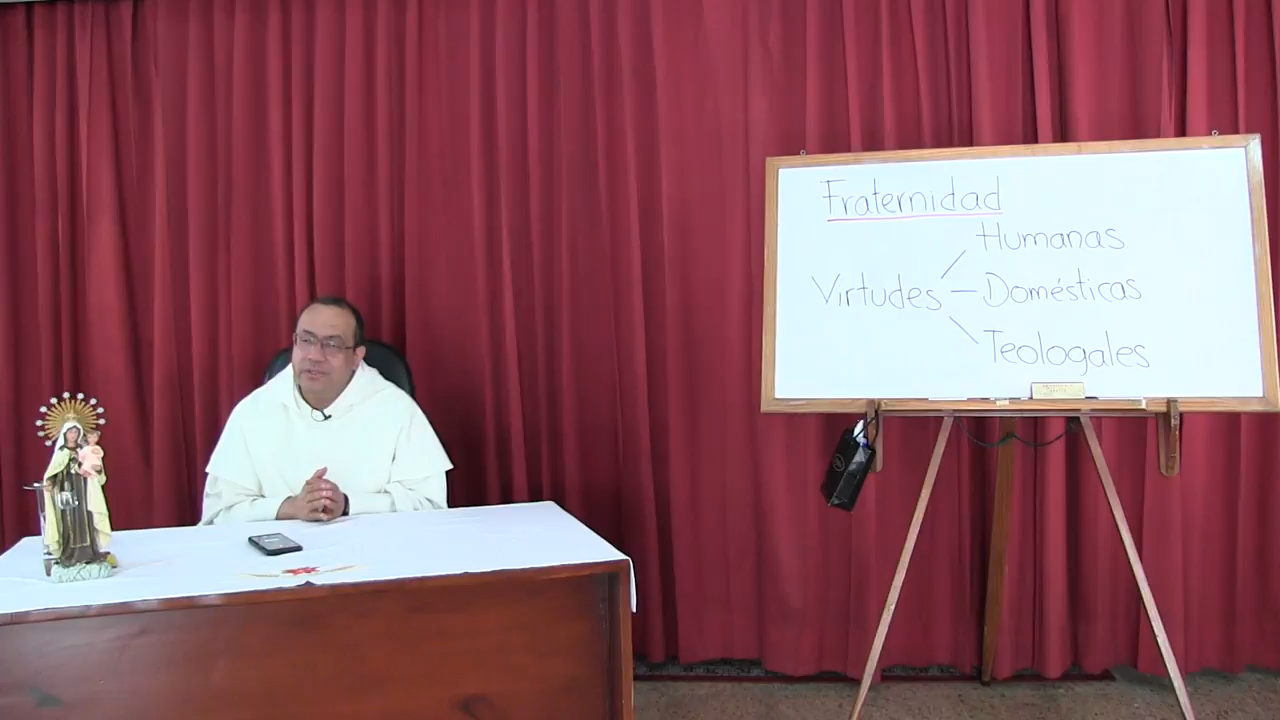 Fraternidad
Humanas
Virtudes — Domésticas
Teologales